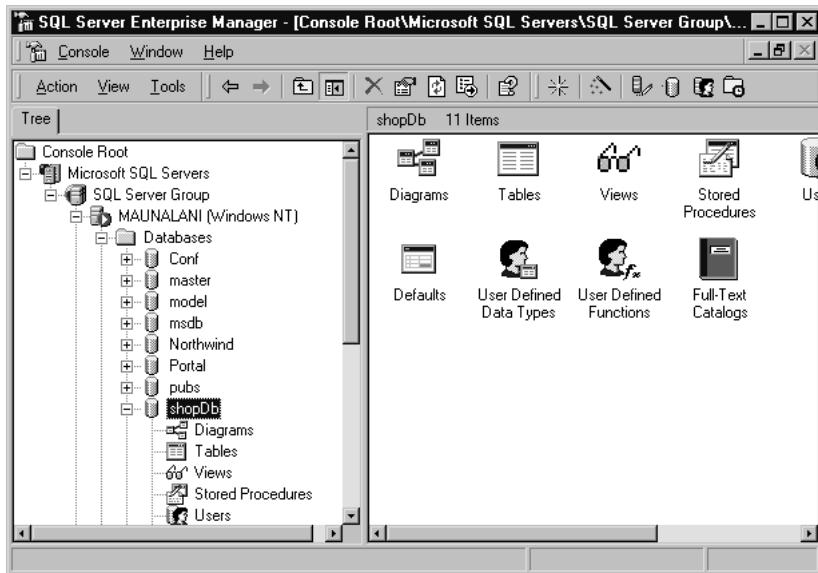 SQL Server Enterprise Manager - [Console Root\Microsoft SQL Servers\SQL Server Group\...
Console Window Help
Action View Tools
Tree
Console Root
Microsoft SQL Servers
SQL Server Group
MAUNALANI (Windows NT)
Databases
Conf
master
model
msdb
Northwind
Portal
pubs
shopDb
Diagrams
Tables
Views
Stored Procedures
Users
shopDb 11 Items
Diagrams
Tables
Views
Stored
Procedures
Us
Defaults
User Defined
Data Types
User Defined
Functions
Full-Text
Catalogs